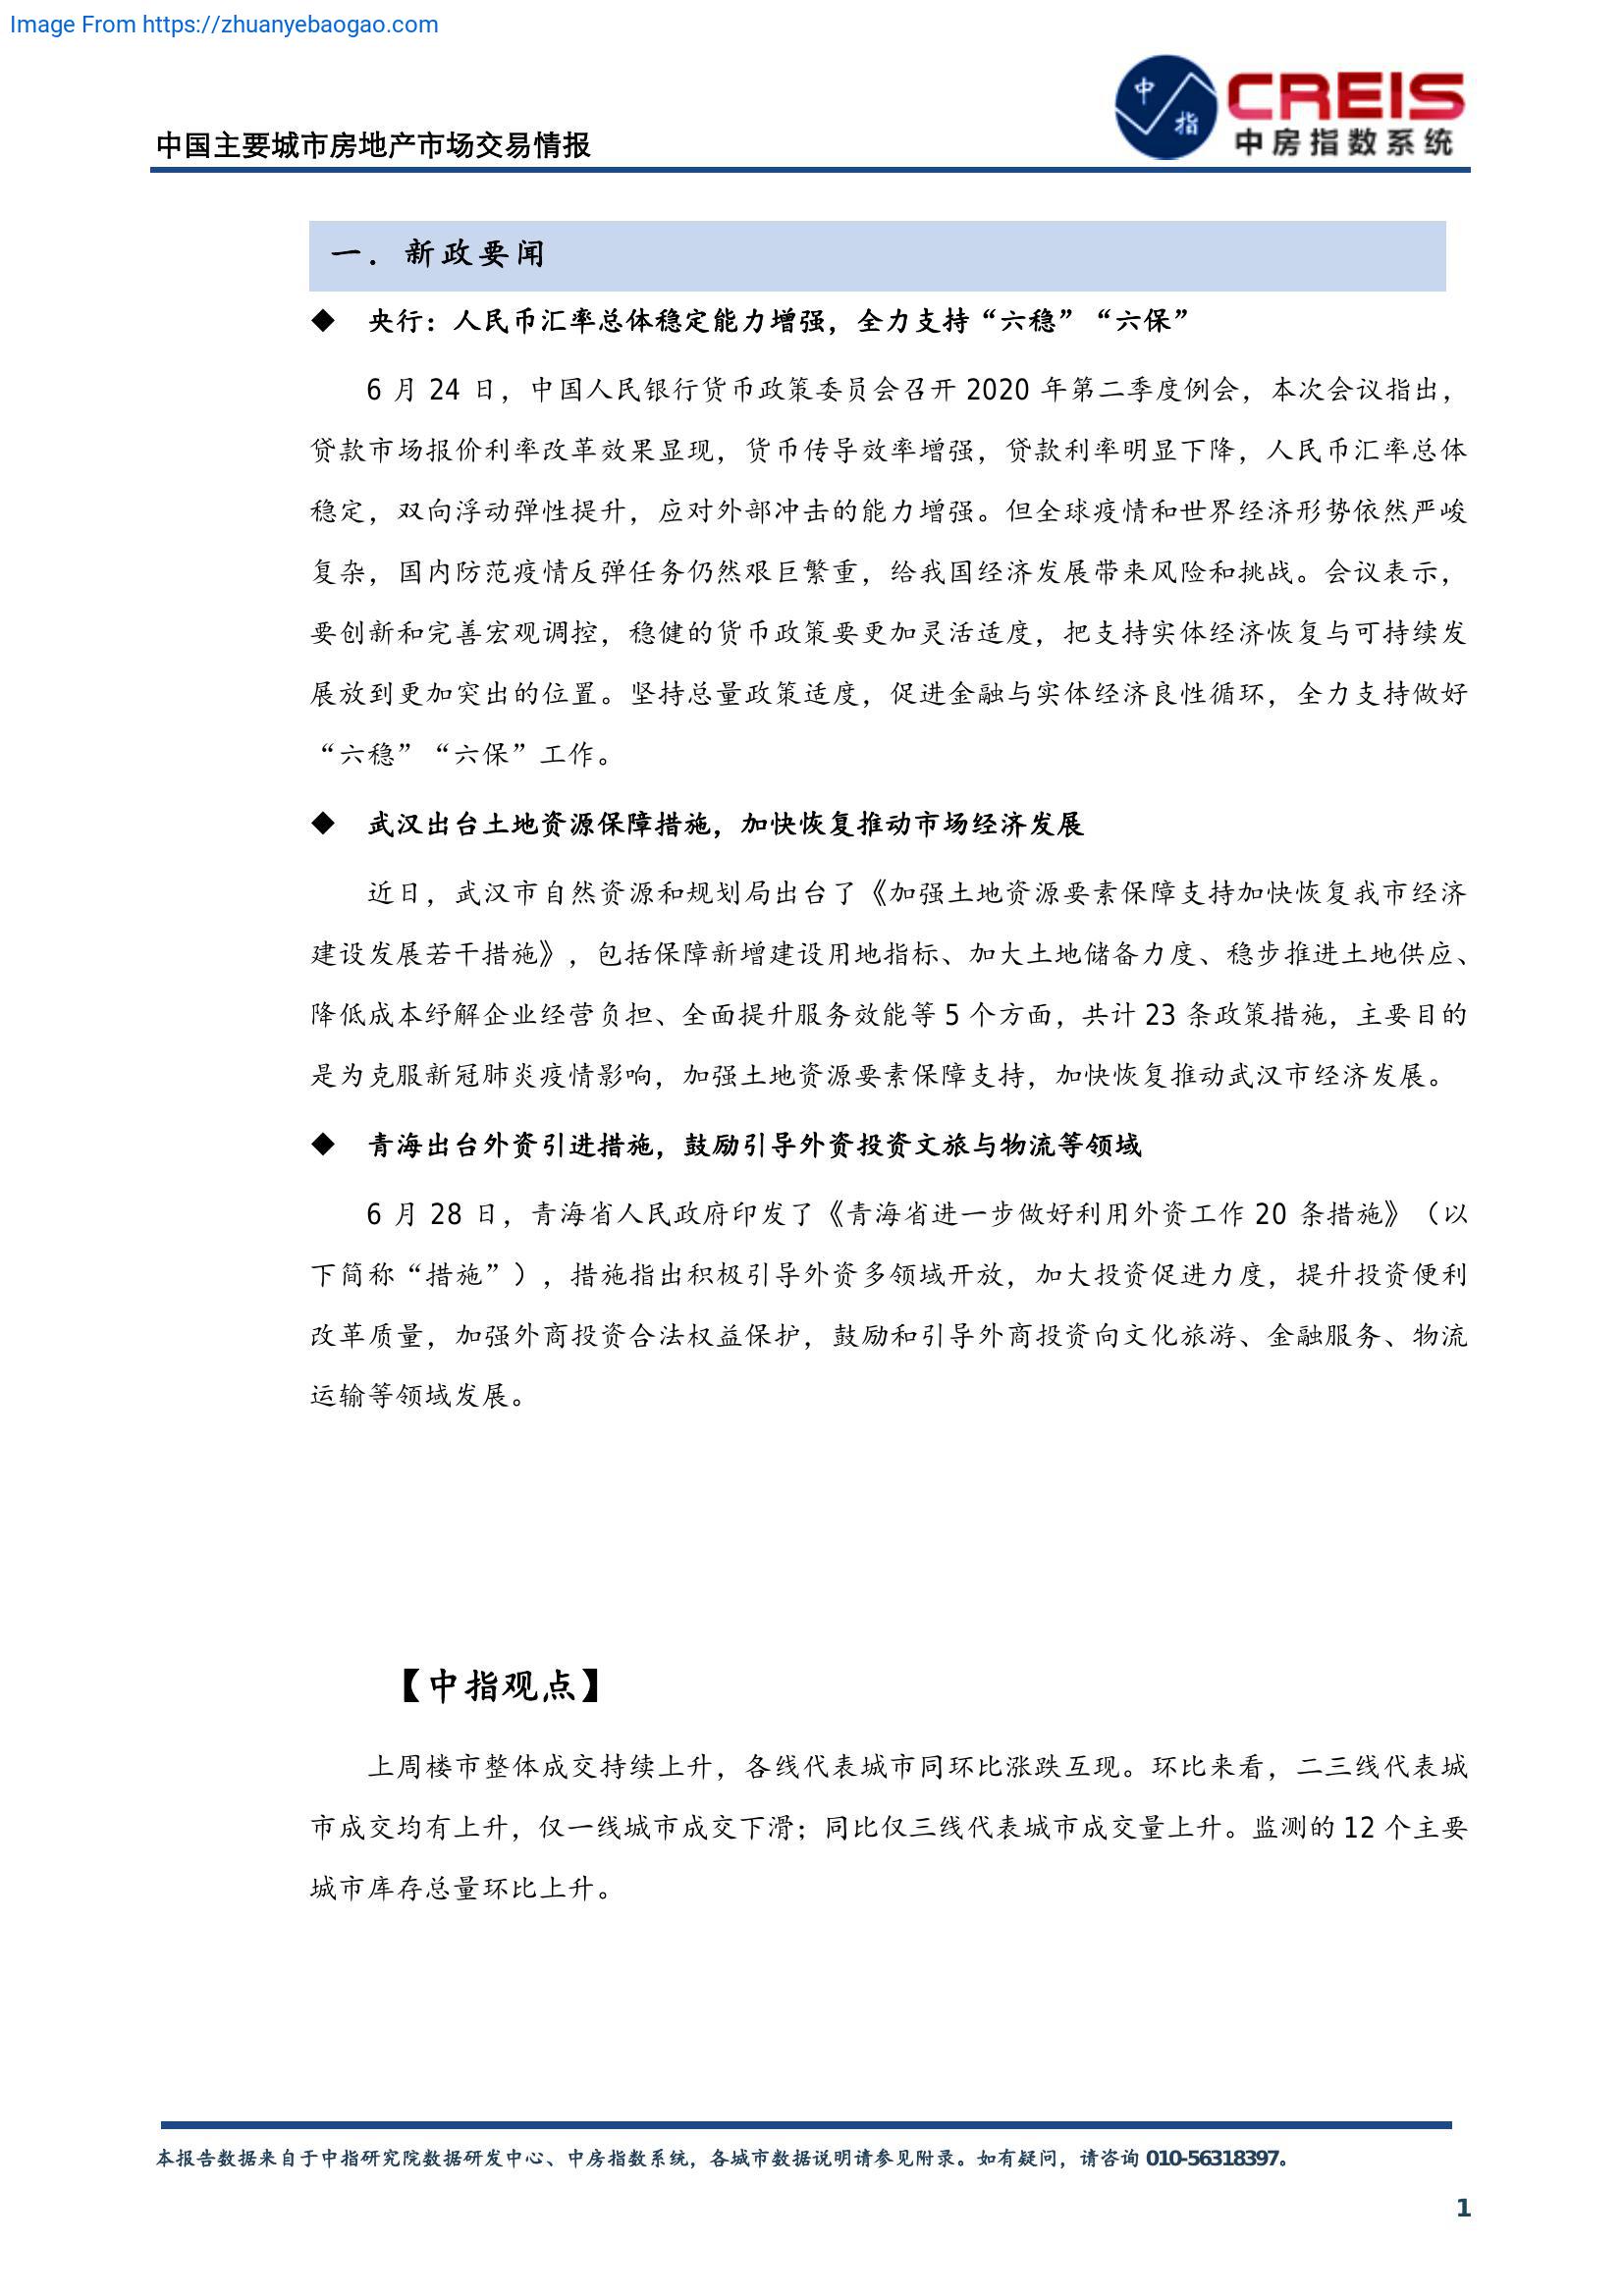 Image From https://zhuanyebaogao.com
中国主要城市房地产市场交易情报
中
指
CREIS
中房指数系统
一．新政要闻
◆ 央行：人民币汇率总体稳定能力增强，全力支持“六稳”“六保”
6 月 24 日，中国人民银行货币政策委员会召开 2020 年第二季度例会，本次会议指出，
贷款市场报价利率改革效果显现，货币传导效率增强，贷款利率明显下降，人民币汇率总体
稳定，双向浮动弹性提升，应对外部冲击的能力增强。但全球疫情和世界经济形势依然严峻
复杂，国内防范疫情反弹任务仍然艰巨繁重，给我国经济发展带来风险和挑战。会议表示，
要创新和完善宏观调控，稳健的货币政策要更加灵活适度，把支持实体经济恢复与可持续发
展放到更加突出的位置。坚持总量政策适度，促进金融与实体经济良性循环，全力支持做好
“六稳”“六保”工作。
◆ 武汉出台土地资源保障措施，加快恢复推动市场经济发展
近日，武汉市自然资源和规划局出台了《加强土地资源要素保障支持加快恢复我市经济
建设发展若干措施》，包括保障新增建设用地指标、加大土地储备力度、稳步推进土地供应、
降低成本纾解企业经营负担、全面提升服务效能等 5 个方面，共计 23 条政策措施，主要目的
是为克服新冠肺炎疫情影响，加强土地资源要素保障支持，加快恢复推动武汉市经济发展。
◆ 青海出台外资引进措施，鼓励引导外资投资文旅与物流等领域
6 月 28 日，青海省人民政府印发了《青海省进一步做好利用外资工作 20 条措施》（以
下简称“措施”），措施指出积极引导外资多领域开放，加大投资促进力度，提升投资便利
改革质量，加强外商投资合法权益保护，鼓励和引导外商投资向文化旅游、金融服务、物流
运输等领域发展。
【中指观点】
上周楼市整体成交持续上升，各线代表城市同环比涨跌互现。环比来看，二三线代表城
市成交均有上升，仅一线城市成交下滑；同比仅三线代表城市成交量上升。监测的 12 个主要
城市库存总量环比上升。
本报告数据来自于中指研究院数据研发中心、中房指数系统，各城市数据说明请参见附录。如有疑问，请咨询 010-56318397。
1